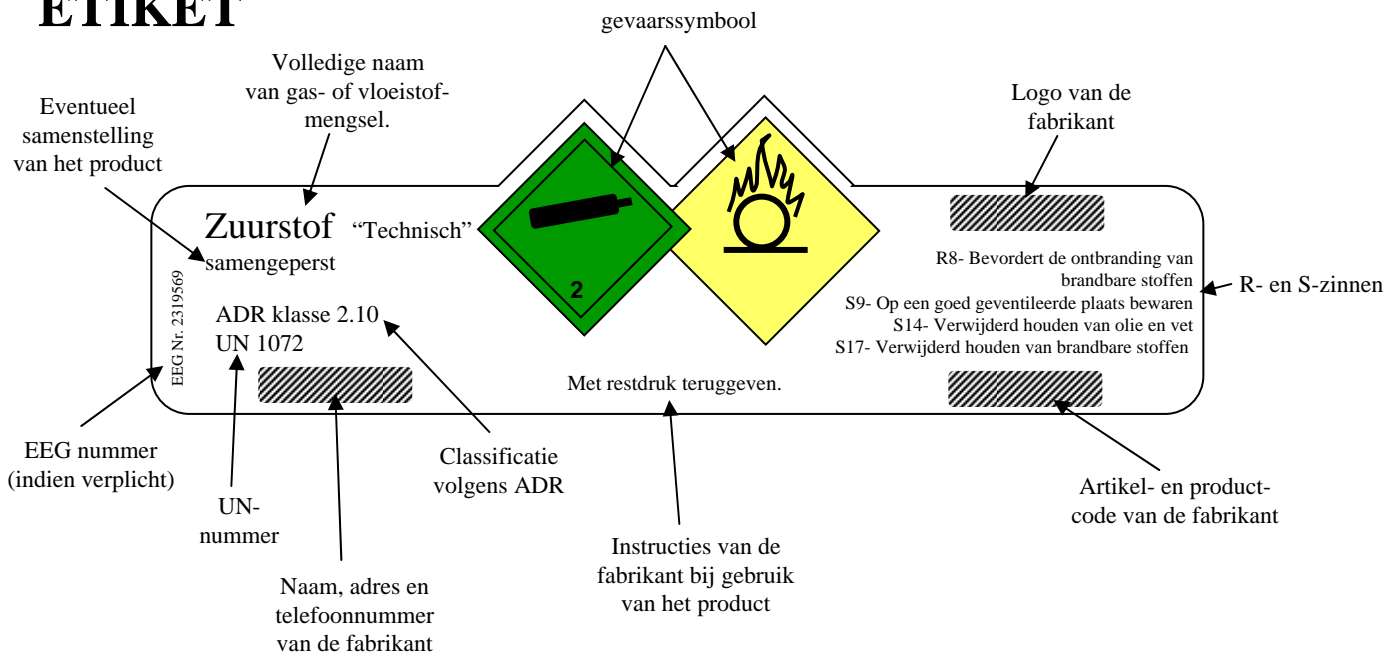 ETIKET
gevaarssymbool
Volledige naam
van gas- of vloeistof-
mengsel.
Eventueel
samenstelling
van het product
Logo van de
fabrikant
Zuurstof “Technisch”
samengeperst
2
EEG Nr. 2319569
ADR klasse 2.10
UN 1072
R8- Bevordert de ontbranding van
brandbare stoffen
S9- Op een goed geventileerde plaats bewaren
S14- Verwijderd houden van olie en vet
S17- Verwijderd houden van brandbare stoffen
R- en S-zinnen
Met restdruk teruggeven.
EEG nummer
(indien verplicht)
UN-
nummer
Naam, adres en
telefoonnummer
van de fabrikant
Classificatie
volgens ADR
Instructies van de
fabrikant bij gebruik
van het product
Artikel- en product-
code van de fabrikant